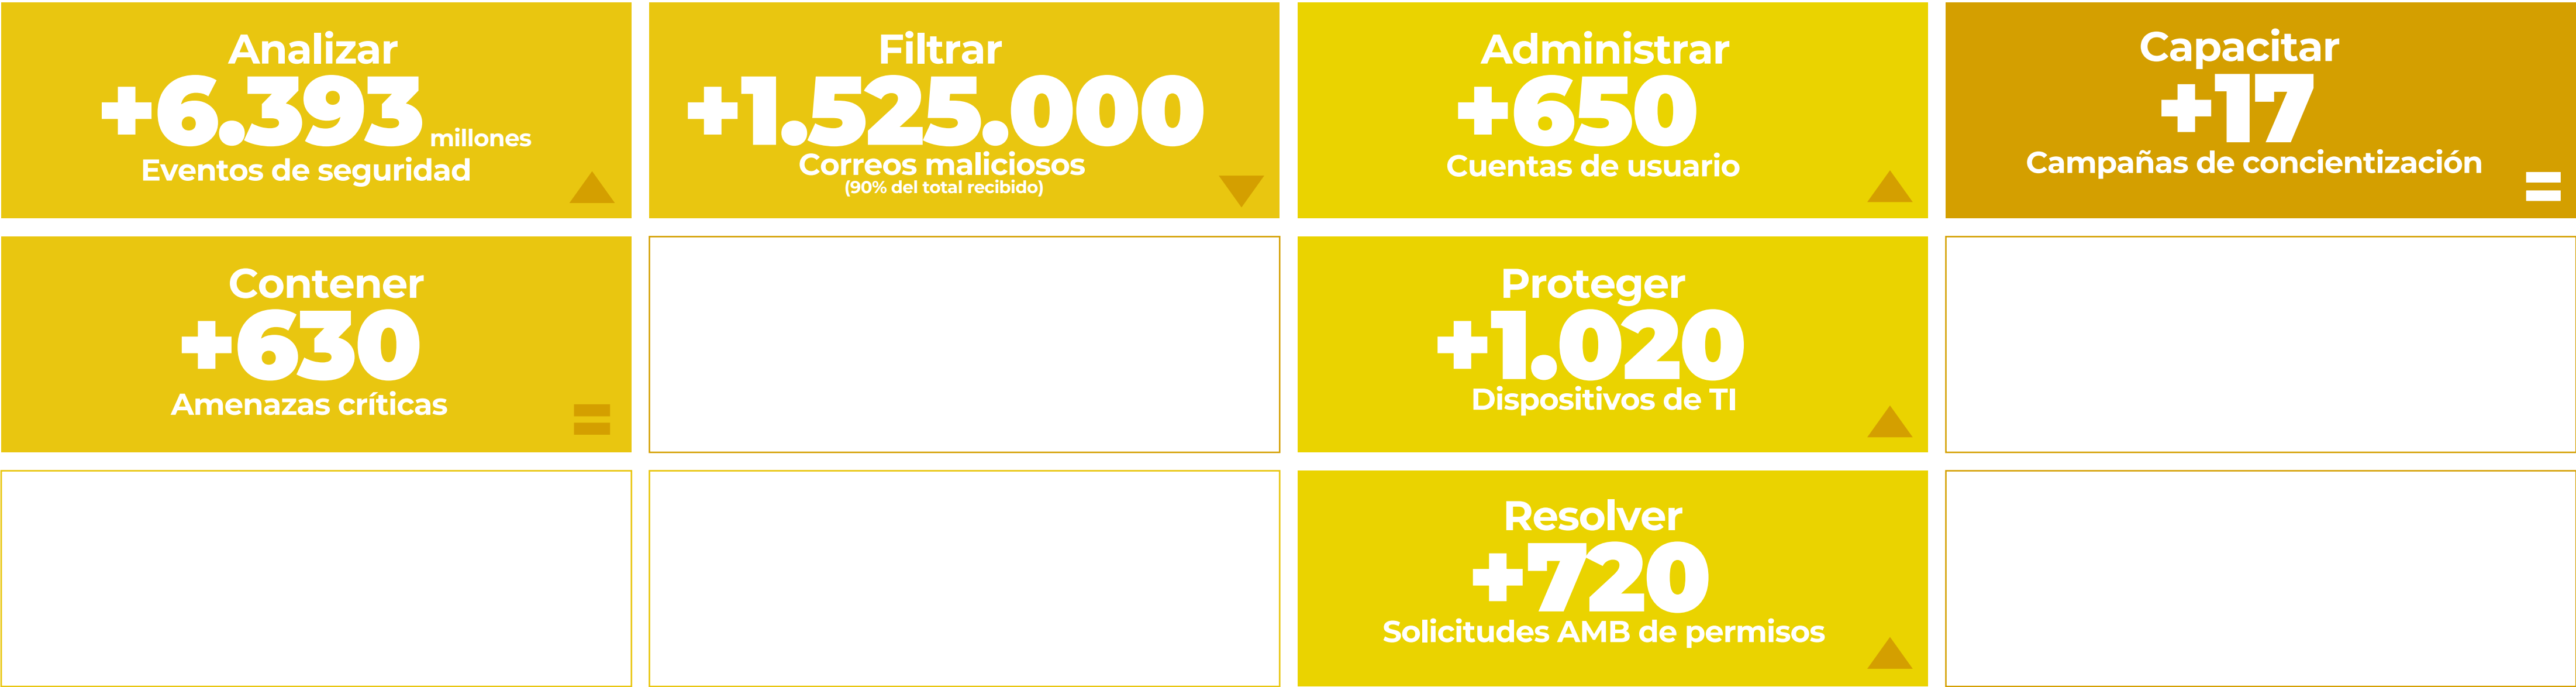 Analizar
+6.393 millones
Eventos de seguridad
Filtrar
+1.525.000
Correos maliciosos
(90% del total recibido)
Administrar
+650
Cuentas de usuario
Capacitar
+17
Campañas de concientización
Contener
+630
Amenazas críticas
Proteger
+1.020
Dispositivos de TI
Resolver
+720
Solicitudes AMB de permisos